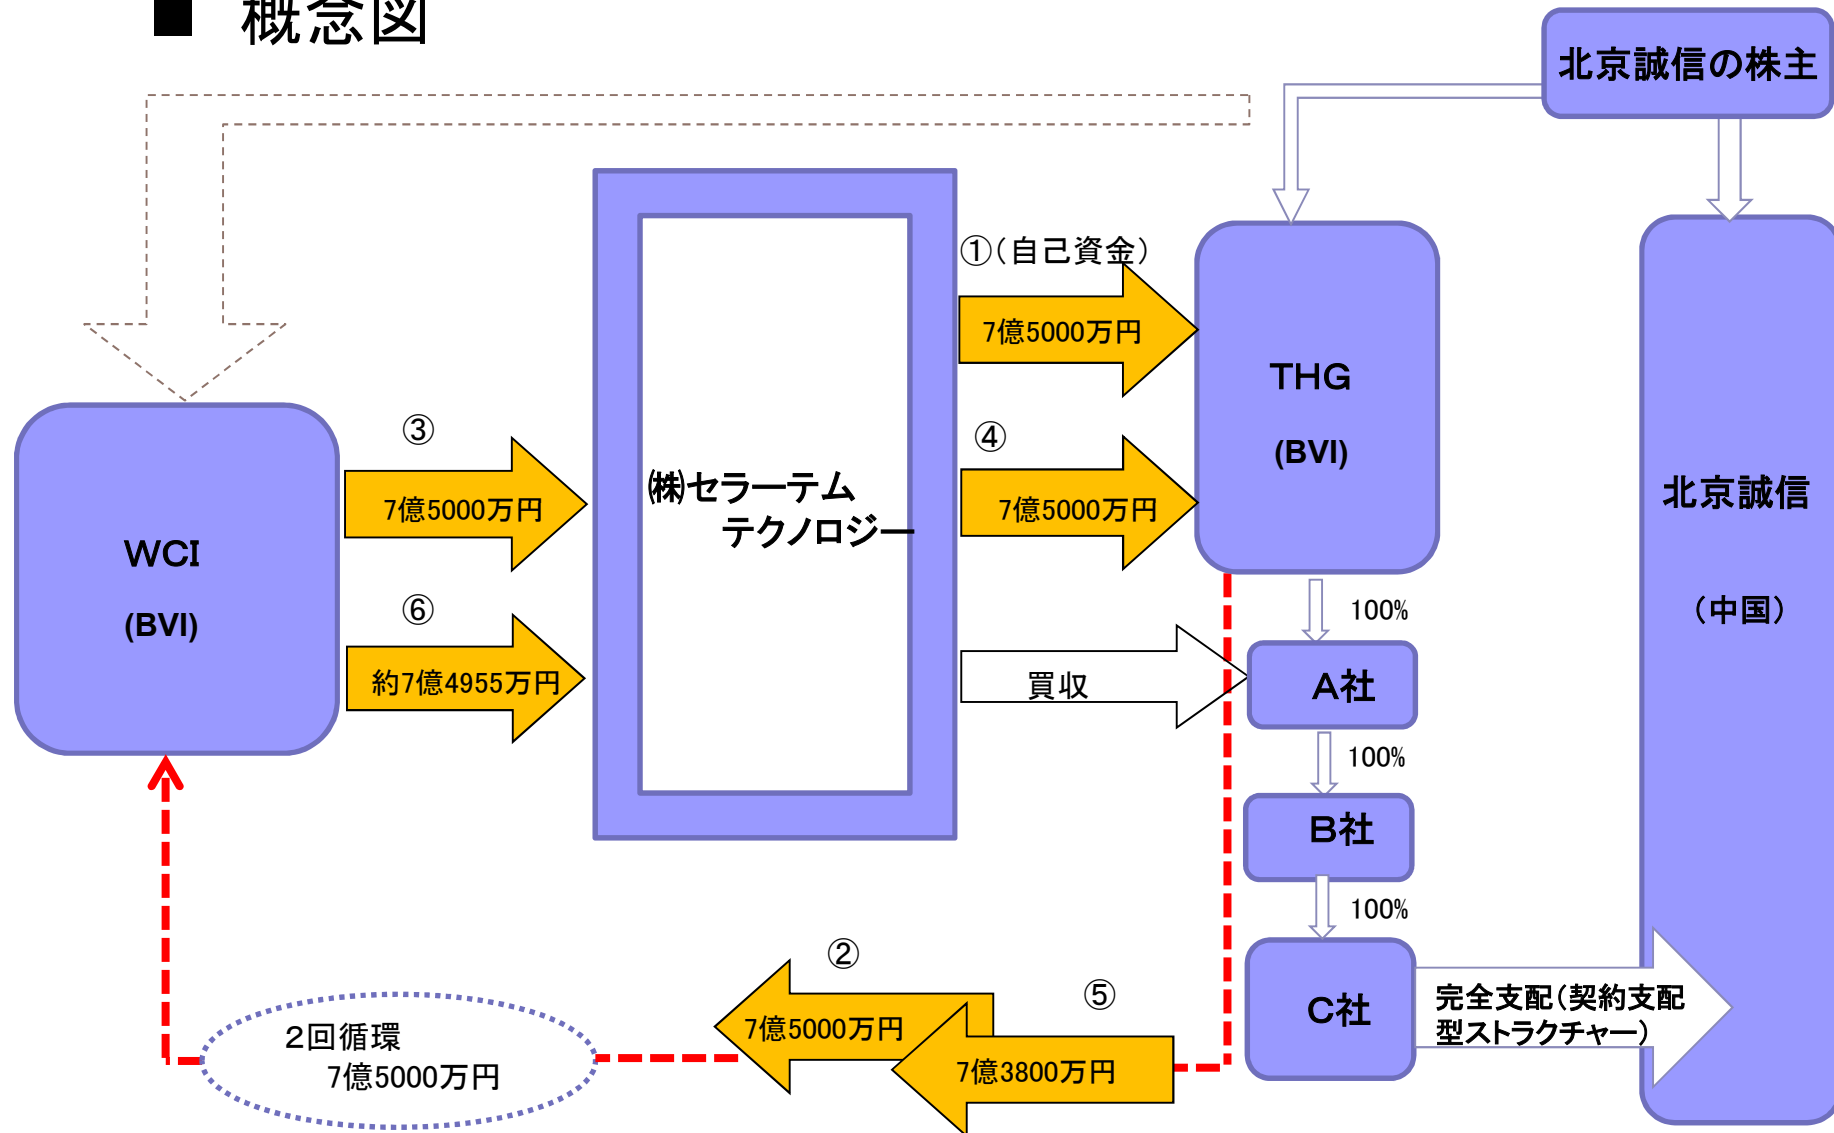 ■ 概念図
北京誠信の株主
①(自己資金)
7億5000万円
THG
(BVI)
③
7億5000万円
④
7億5000万円
㈱セラーテム
テクノロジー
WCI
(BVI)
⑥
約7億4955万円
買収
100%
A社
100%
B社
100%
C社
完全支配(契約支配
型ストラクチャー)
北京誠信
(中国)
②
7億5000万円
⑤
7億3800万円
2回循環
7億5000万円